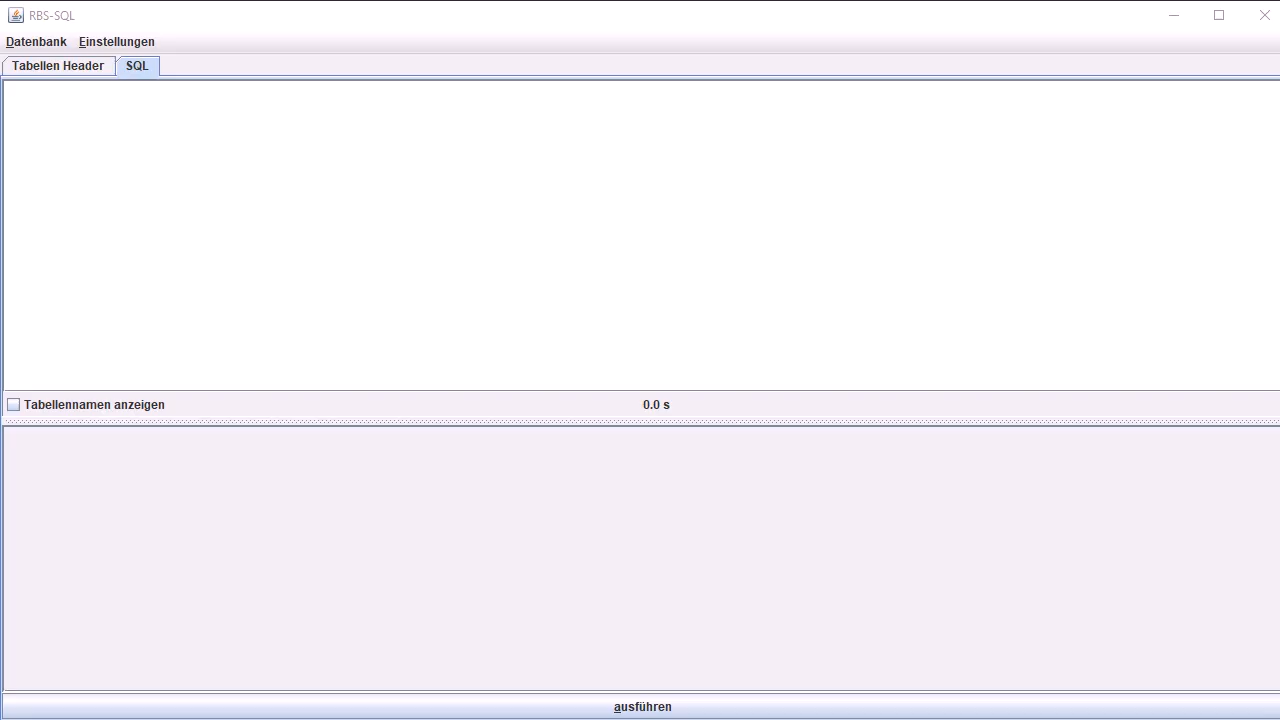 RBS-SQL
Datenbank Einstellungen
Tabellen Header SQL
Tabellennamen anzeigen 0.0 s
ausführen